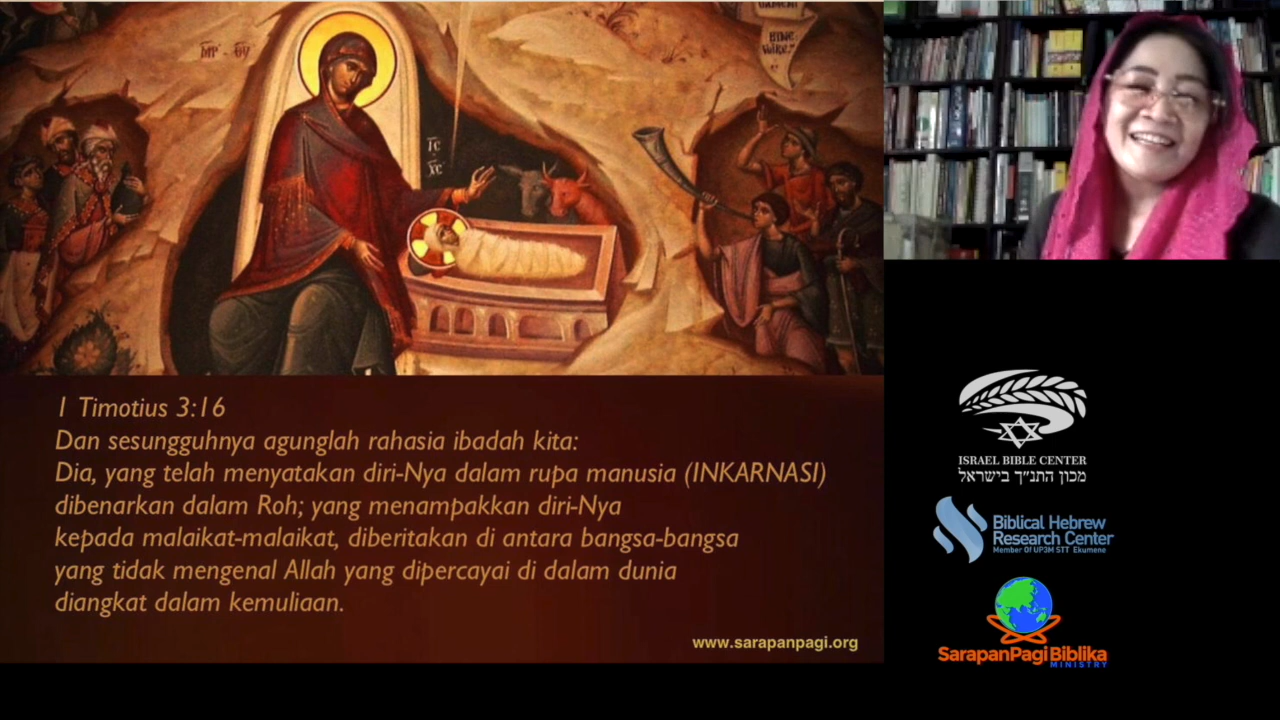 1 Timotius 3:16
Dan sesungguhnya agunglah rahasia ibadah kita:
Dia, yang telah menyatakan diri-Nya dalam rupa manusia (INKARNASI)
dibenarkan dalam Roh; yang menampakkan diri-Nya
kepada malaikat-malaikat, diberitakan di antara bangsa-bangsa
yang tidak mengenal Allah yang dipercayai di dalam dunia
diangkat dalam kemuliaan.
www.sarapanpagi.org
ISRAEL BIBLE CENTER
מכון התנ״ך בישראל
Biblical Hebrew
Research Center
Member Of UP3M STT Ekumene
SarapanPagi Biblika
MINISTRY